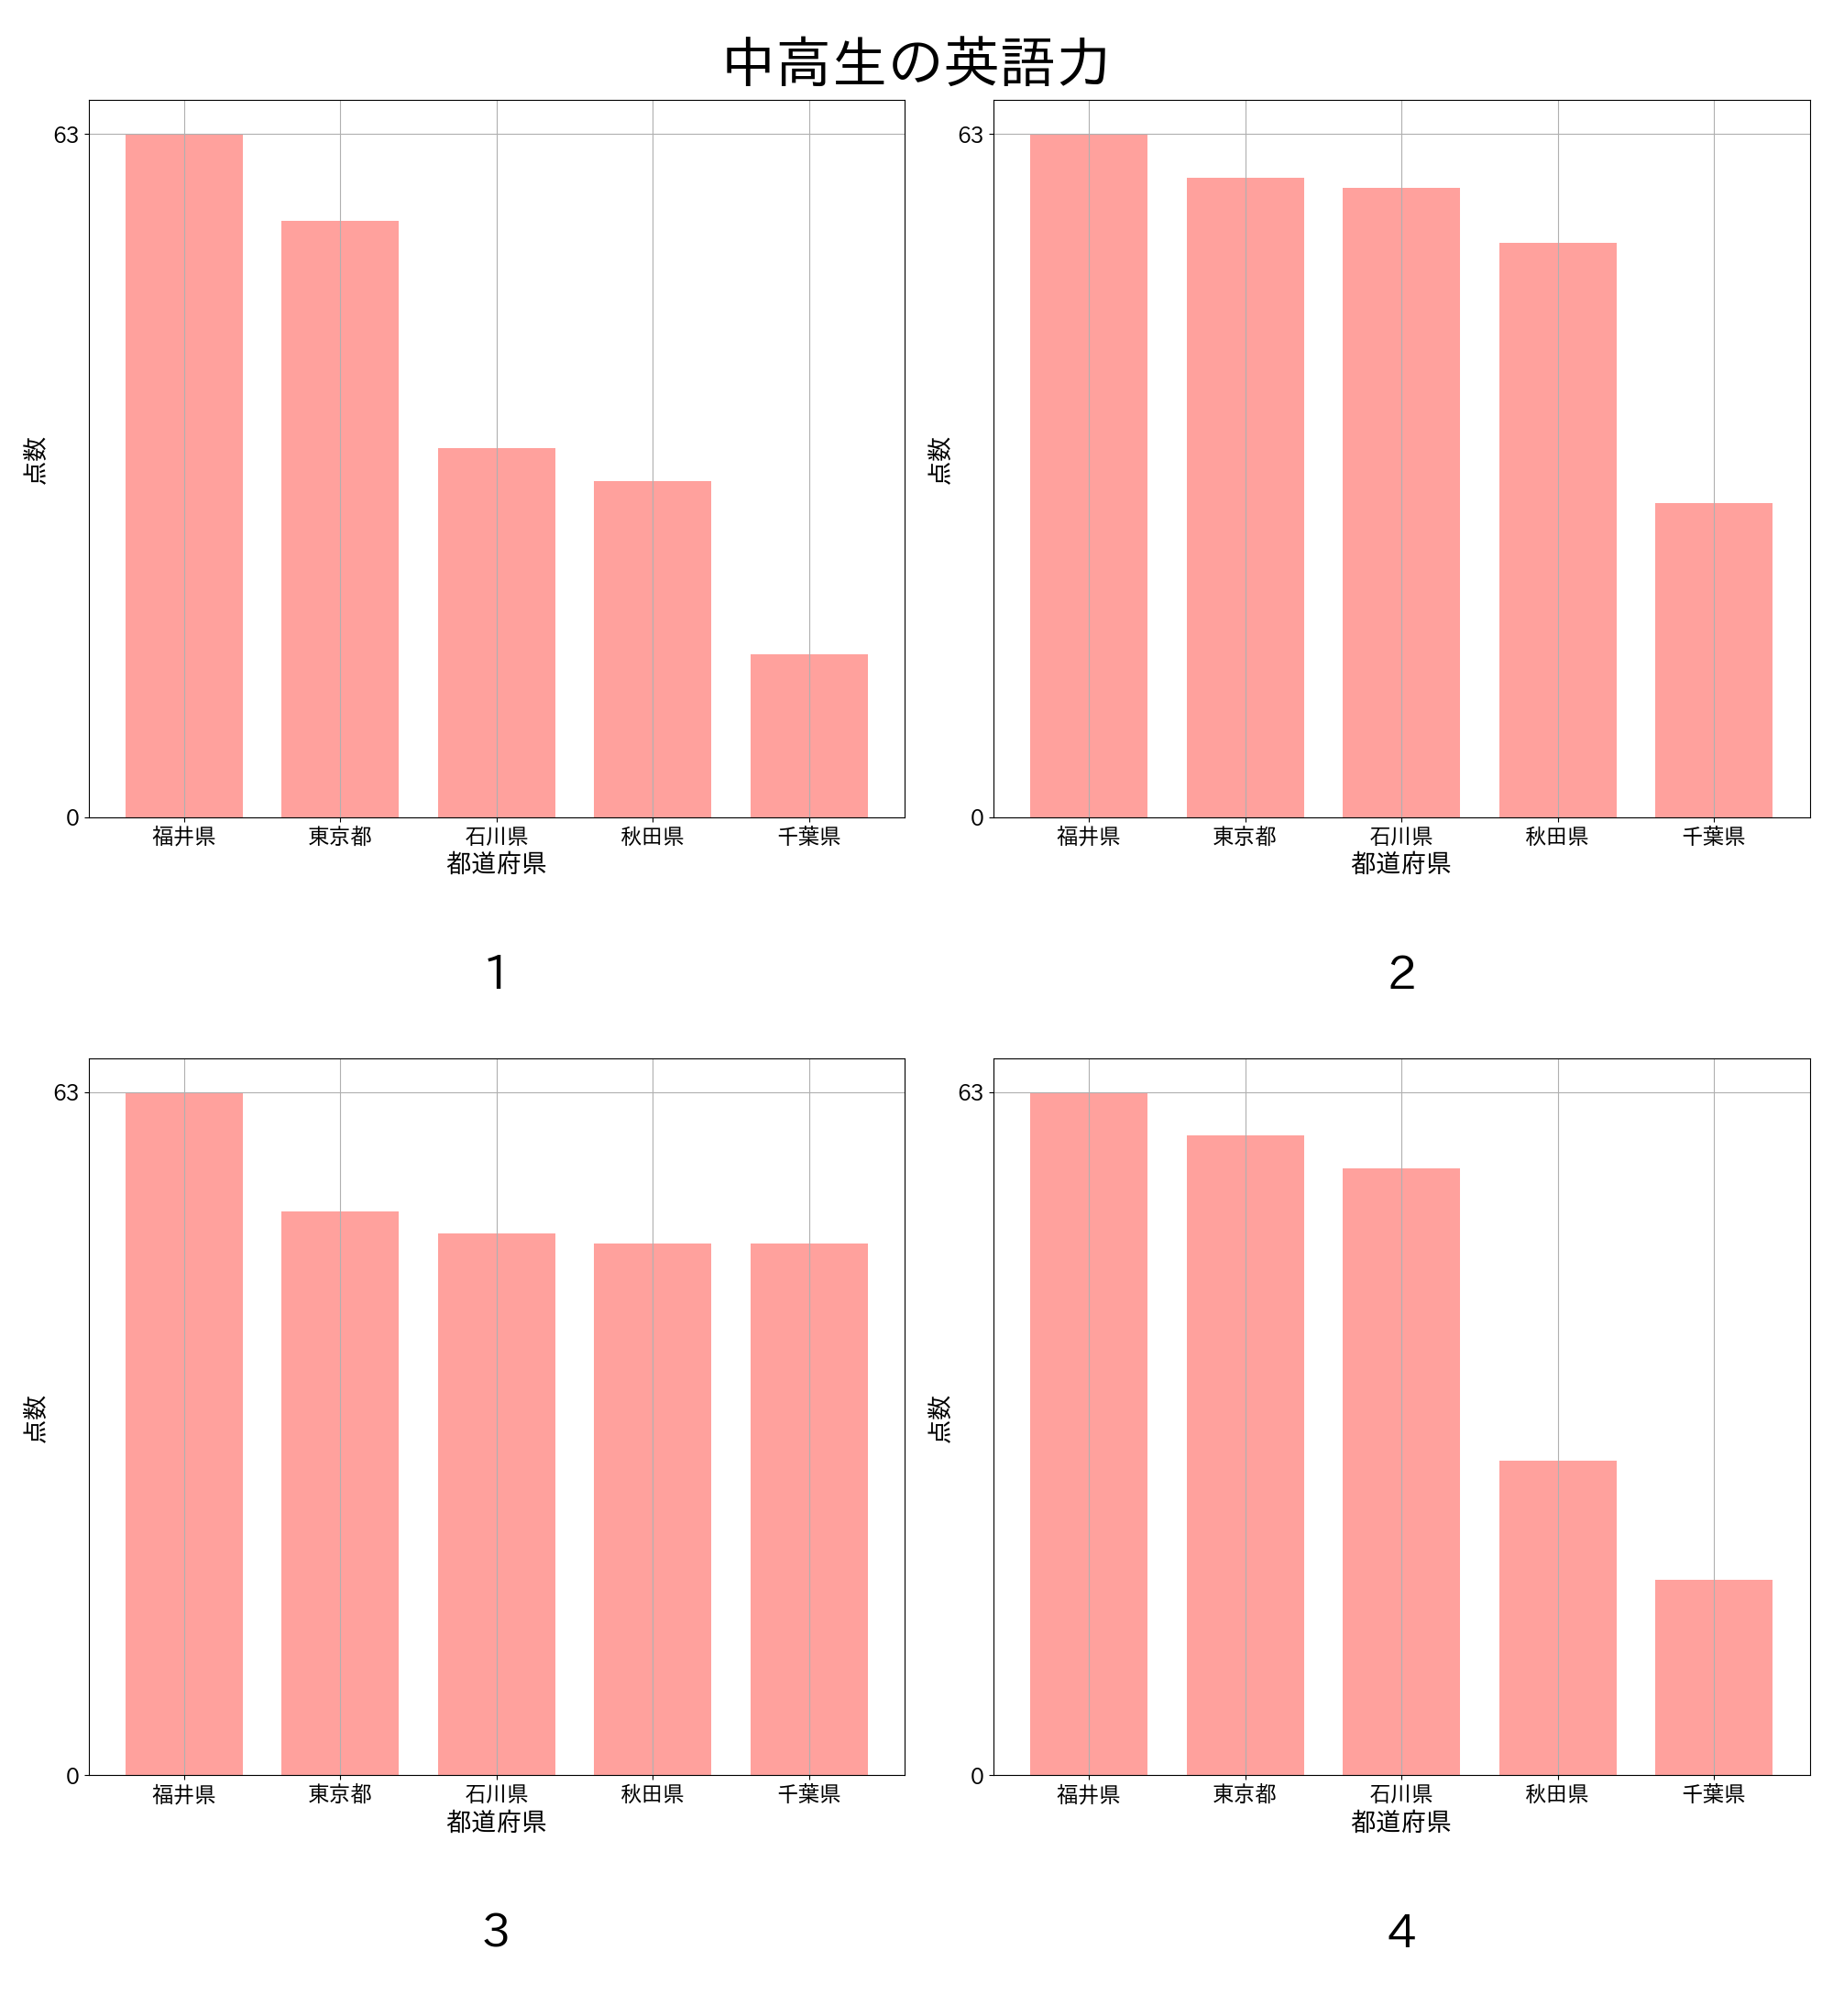 中高生の英語力
63
点数
0
福井県 東京都 石川県 秋田県 千葉県
都道府県
1
63
点数
0
福井県 東京都 石川県 秋田県 千葉県
都道府県
2
63
点数
0
福井県 東京都 石川県 秋田県 千葉県
都道府県
3
63
点数
0
福井県 東京都 石川県 秋田県 千葉県
都道府県
4